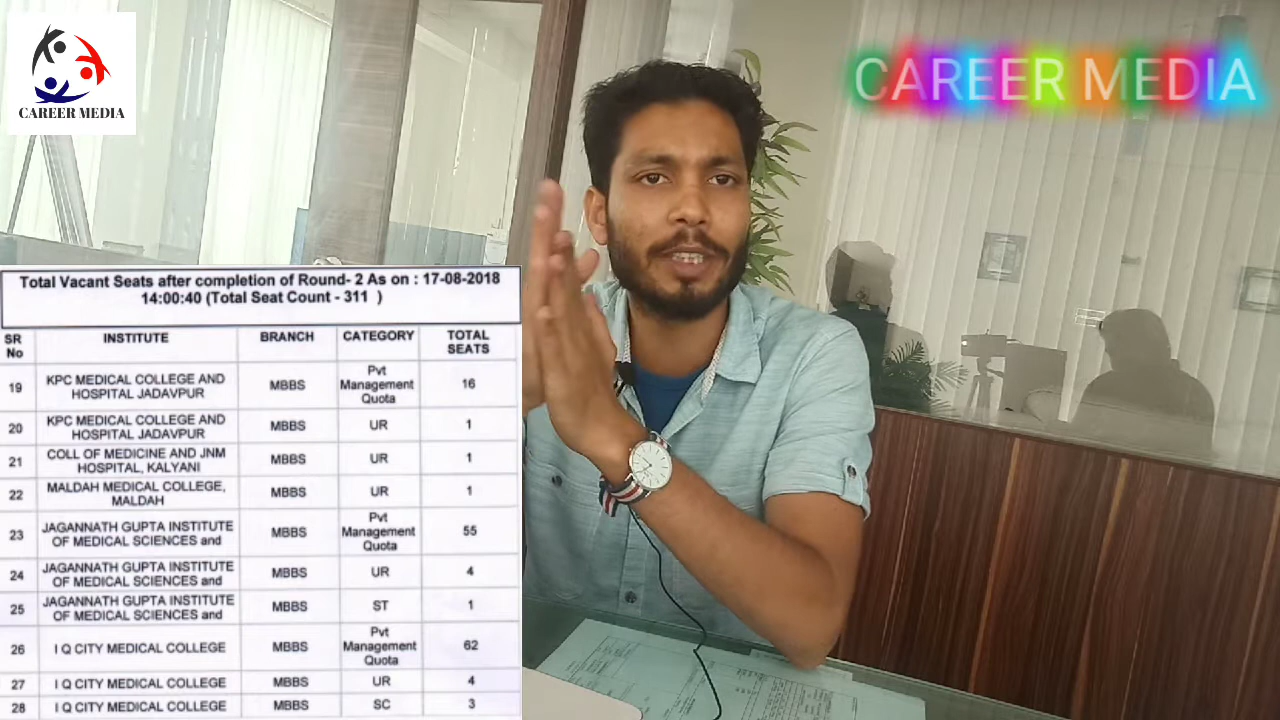 CAREER MEDIA
CAREER MEDIA
Total Vacant Seats after completion of Round- 2 As on : 17-08-2018
14:00:40 (Total Seat Count - 311 )
SR No INSTITUTE BRANCH CATEGORY TOTAL SEATS
19 KPC MEDICAL COLLEGE AND HOSPITAL JADAVPUR MBBS Pvt Management Quota 16
20 KPC MEDICAL COLLEGE AND HOSPITAL JADAVPUR MBBS UR 1
21 COLL OF MEDICINE AND JNM HOSPITAL, KALYANI MBBS UR 1
22 MALDAH MEDICAL COLLEGE, MALDAH MBBS UR 1
23 JAGANNATH GUPTA INSTITUTE OF MEDICAL SCIENCES and MBBS Pvt Management Quota 55
24 JAGANNATH GUPTA INSTITUTE OF MEDICAL SCIENCES and MBBS UR 4
25 JAGANNATH GUPTA INSTITUTE OF MEDICAL SCIENCES and MBBS ST 1
26 I Q CITY MEDICAL COLLEGE MBBS Pvt Management Quota 62
27 I Q CITY MEDICAL COLLEGE MBBS UR 4
28 I Q CITY MEDICAL COLLEGE MBBS SC 3